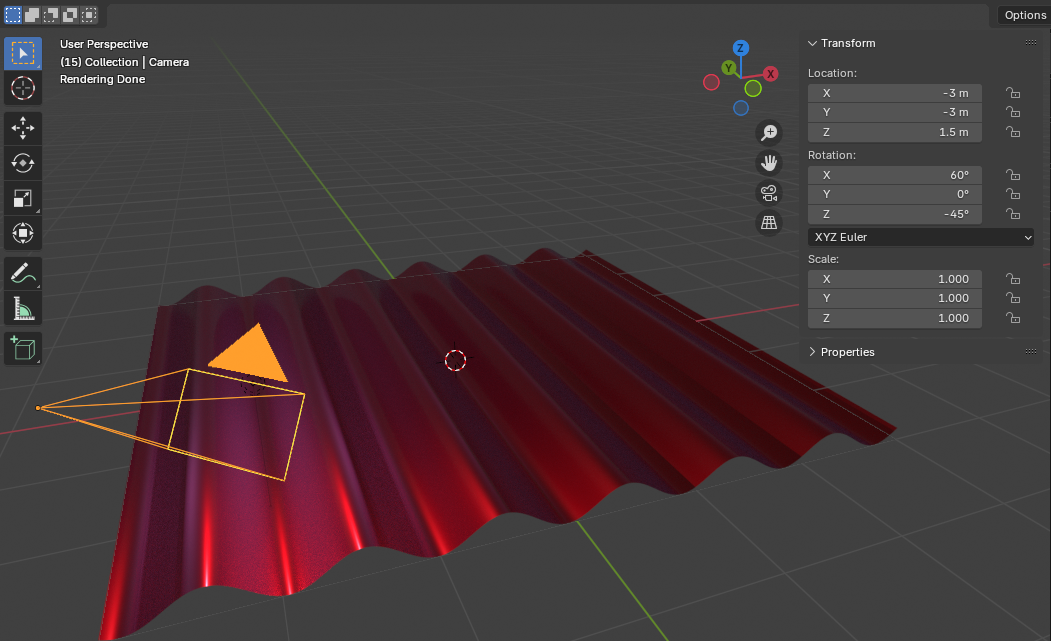 Options
User Perspective
(15) Collection | Camera
Rendering Done
Z
Y
X
Transform
Location:
X -3 m
Y -3 m
Z 1.5 m
Rotation:
X 60°
Y 0°
Z -45°
XYZ Euler
Scale:
X 1.000
Y 1.000
Z 1.000
Properties